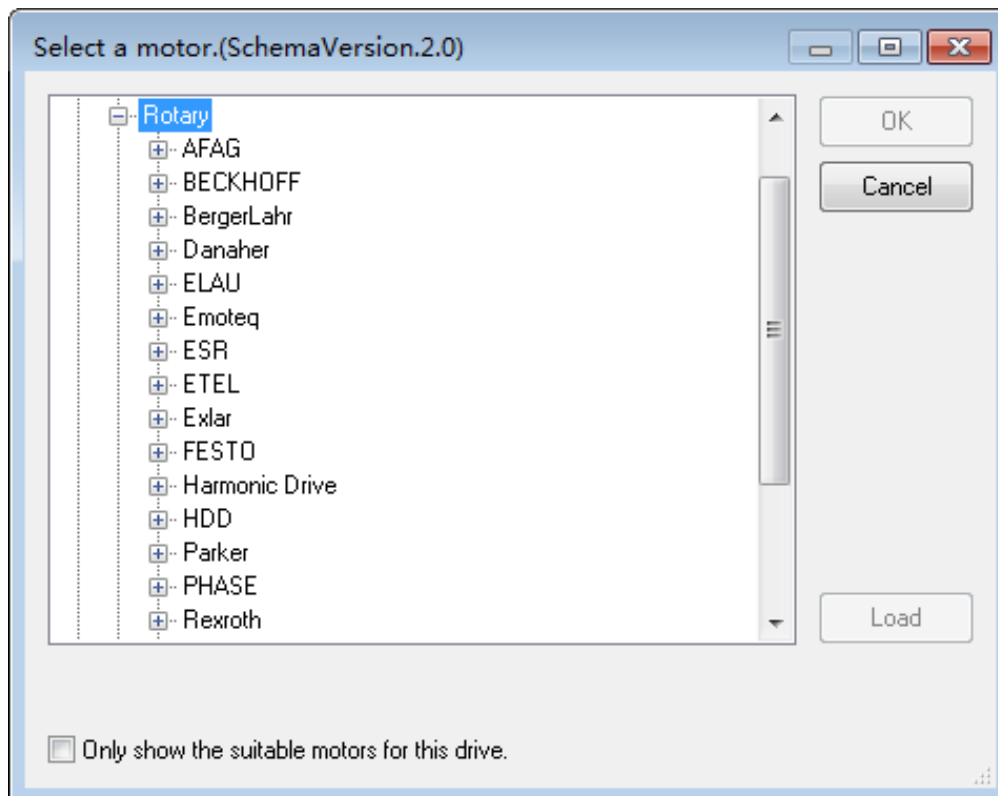 Select a motor.(SchemaVersion.2.0)
Rotary
OK
AFAG
BECKHOFF
Cancel
BergerLahr
Danaher
ELAU
Emoteq
ESR
ETEL
Exlar
FESTO
Harmonic Drive
HDD
Parker
PHASE
Rexroth
Load
Only show the suitable motors for this drive.